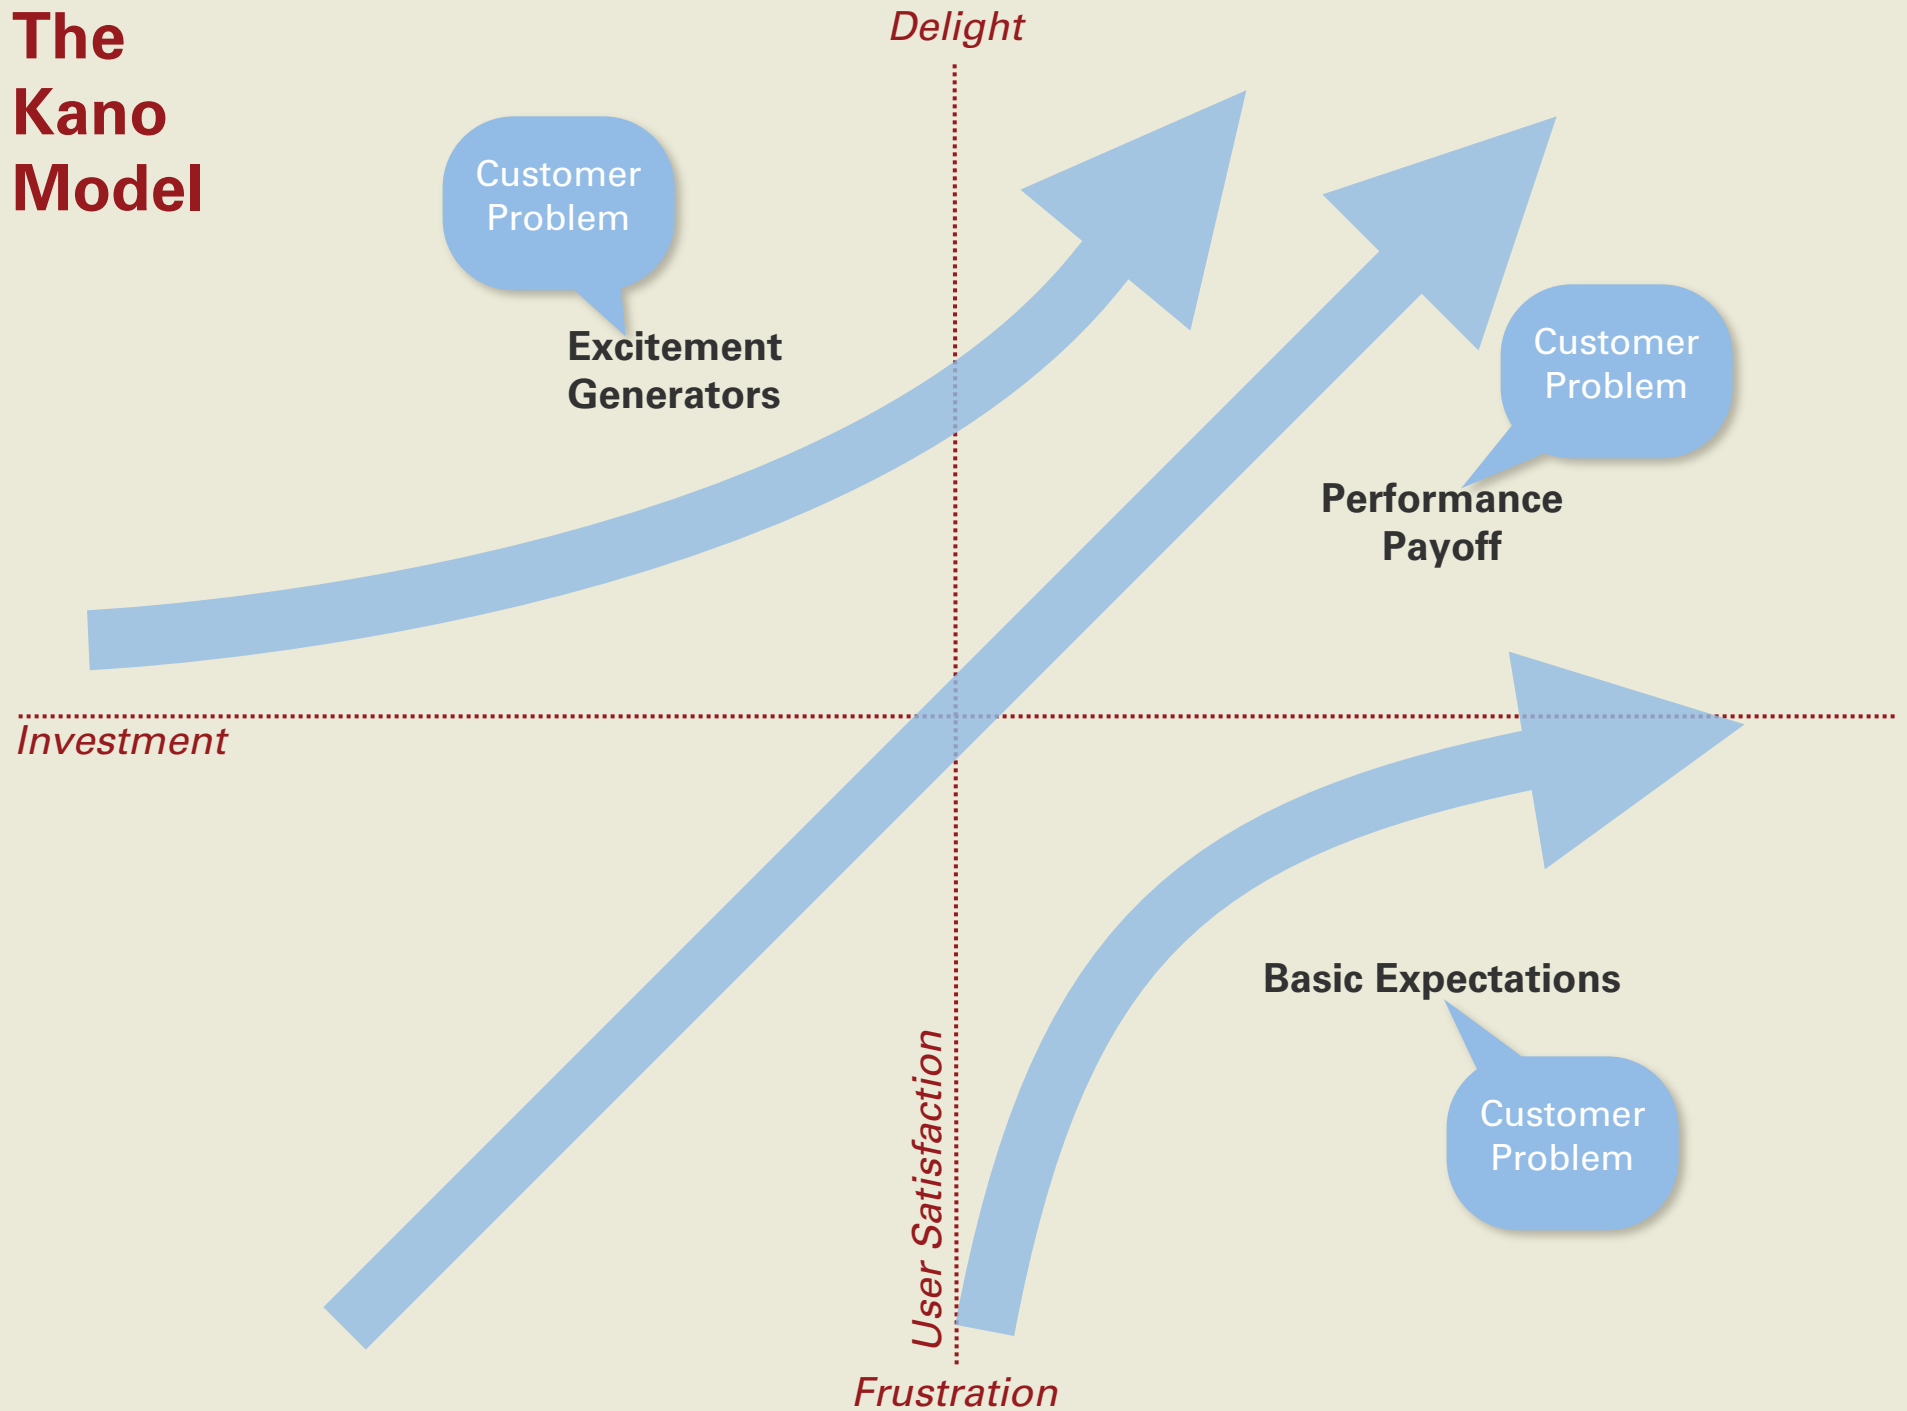 The
Kano
Model
Delight
Customer
Problem
Excitement
Generators
Customer
Problem
Performance
Payoff
Investment
Basic Expectations
Customer
Problem
User Satisfaction
Frustration